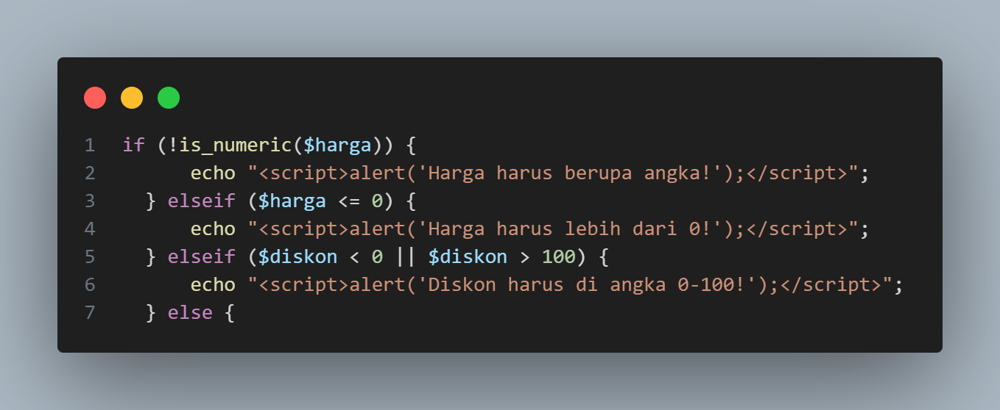 1 if (!is_numeric($harga)) {
2 echo "<script>alert('Harga harus berupa angka!');</script>";
3 } elseif ($harga <= 0) {
4 echo "<script>alert('Harga harus lebih dari 0!');</script>";
5 } elseif ($diskon < 0 || $diskon > 100) {
6 echo "<script>alert('Diskon harus di angka 0-100!');</script>";
7 } else {